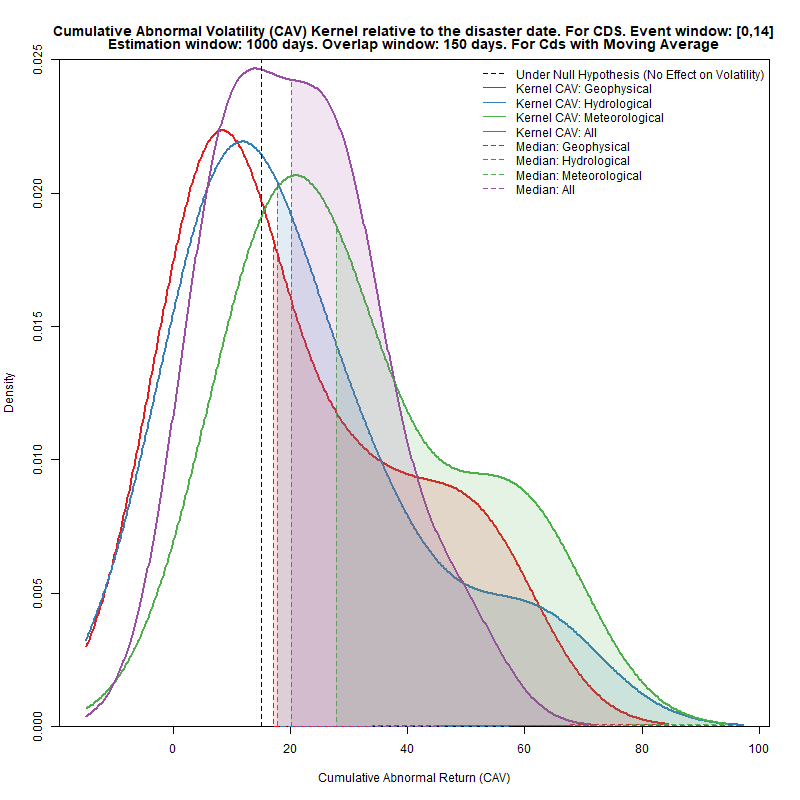 Cumulative Abnormal Volatility (CAV) Kernel relative to the disaster date. For CDS. Event window: [0,14]
Estimation window: 1000 days. Overlap window: 150 days. For Cds with Moving Average
Under Null Hypothesis (No Effect on Volatility)
Kernel CAV: Geophysical
Kernel CAV: Hydrological
Kernel CAV: Meteorological
Kernel CAV: All
Median: Geophysical
Median: Hydrological
Median: Meteorological
Median: All
Density
0.025
0.020
0.015
0.010
0.005
0.000
0 20 40 60 80 100
Cumulative Abnormal Return (CAV)